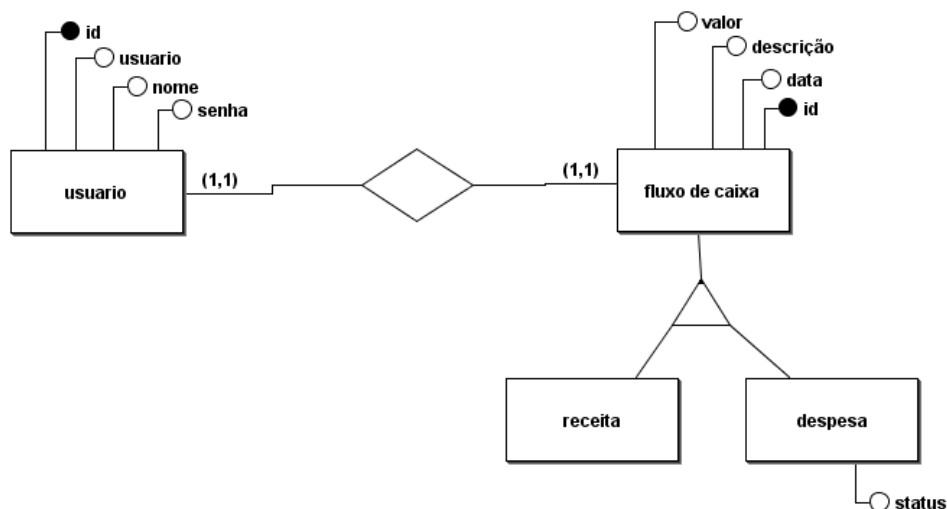 id
usuario
nome
senha
usuario
(1,1)
(1,1)
valor
descrição
data
id
fluxo de caixa
receita
despesa
status